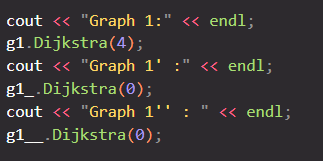 cout << "Graph 1:" << endl;
g1.Dijkstra(4);
cout << "Graph 1' :" << endl;
g1_.Dijkstra(0);
cout << "Graph 1'' : " << endl;
g1__.Dijkstra(0);